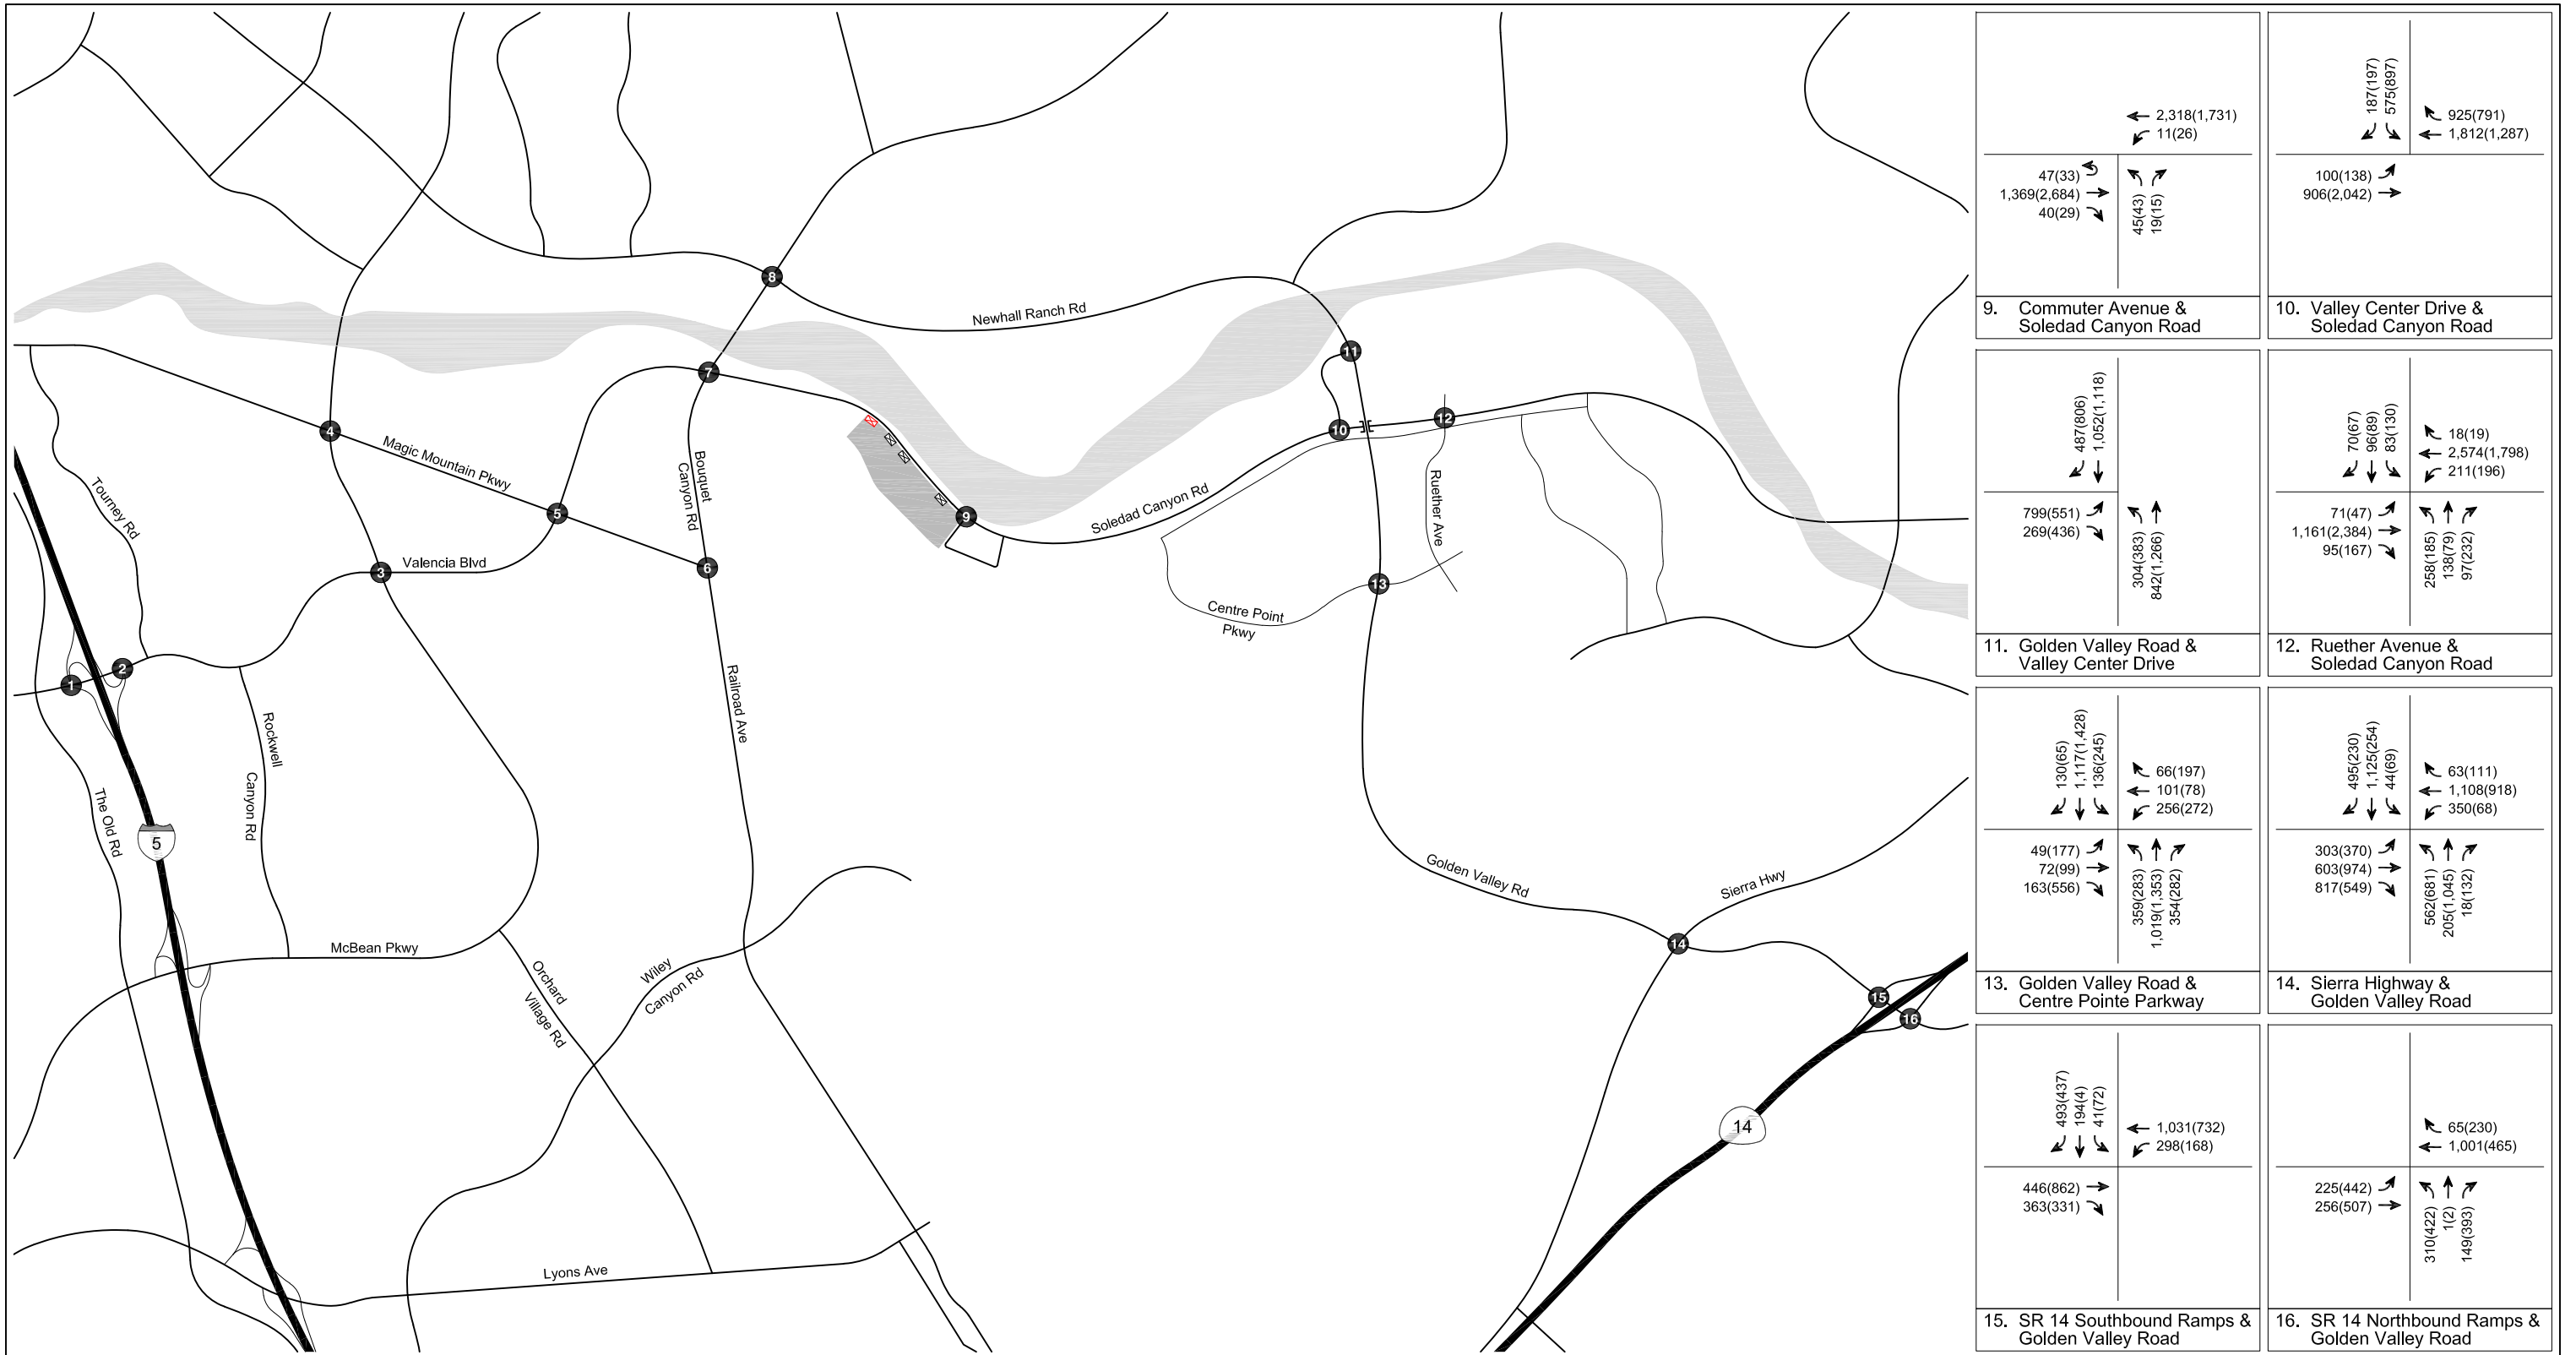 8
Newhall Ranch Rd
11
7
10
12
4
Magic Mountain Pkwy
Bouquet
Canyon Rd
Tourney Rd
5
9
Soledad Canyon Rd
Ruether Ave
3
Valencia Blvd
6
13
Centre Point
Pkwy
2
1
Railroad Ave
Rockwell
Canyon Rd
The Old Rd
5
McBean Pkwy
Orchard
Village Rd
Wiley
Canyon Rd
Golden Valley Rd
Sierra Hwy
14
15
16
14
Lyons Ave
2,318(1,731)
11(26)
47(33)
1,369(2,684)
40(29)
45(43)
19(15)
9. Commuter Avenue &
Soledad Canyon Road
187(197)
575(897)
925(791)
1,812(1,287)
100(138)
906(2,042)
10. Valley Center Drive &
Soledad Canyon Road
487(806)
1,052(1,118)
799(551)
269(436)
304(383)
842(1,266)
11. Golden Valley Road &
Valley Center Drive
70(67)
96(89)
83(130)
18(19)
2,574(1,798)
211(196)
71(47)
1,161(2,384)
95(167)
258(185)
138(79)
97(232)
12. Ruether Avenue &
Soledad Canyon Road
130(65)
1,117(1,428)
136(245)
66(197)
101(78)
256(272)
49(177)
72(99)
163(556)
359(283)
1,019(1,353)
354(282)
13. Golden Valley Road &
Centre Pointe Parkway
495(230)
1,125(254)
44(69)
63(111)
1,108(918)
350(68)
303(370)
603(974)
817(549)
562(681)
205(1,045)
18(132)
14. Sierra Highway &
Golden Valley Road
493(437)
194(4)
41(72)
1,031(732)
298(168)
446(862)
363(331)
15. SR 14 Southbound Ramps &
Golden Valley Road
65(230)
1,001(465)
225(442)
256(507)
310(422)
1(2)
149(393)
16. SR 14 Northbound Ramps &
Golden Valley Road